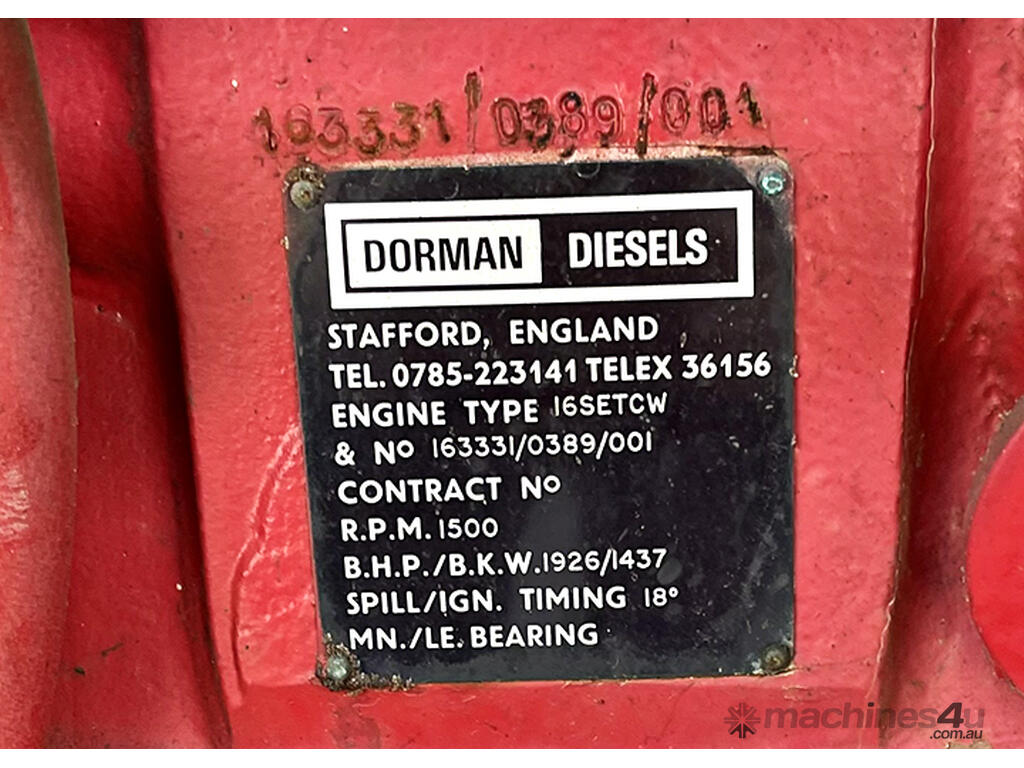 163331/0389/001
DORMAN DIESELS
STAFFORD, ENGLAND
TEL. 0785-223141 TELEX 36156
ENGINE TYPE 16SETCW
& No 163331/0389/001
CONTRACT No
R.P.M. 1500
B.H.P./B.K.W. 1926/1437
SPILL/IGN. TIMING 18°
MN./LE. BEARING
machines4u
.com.au